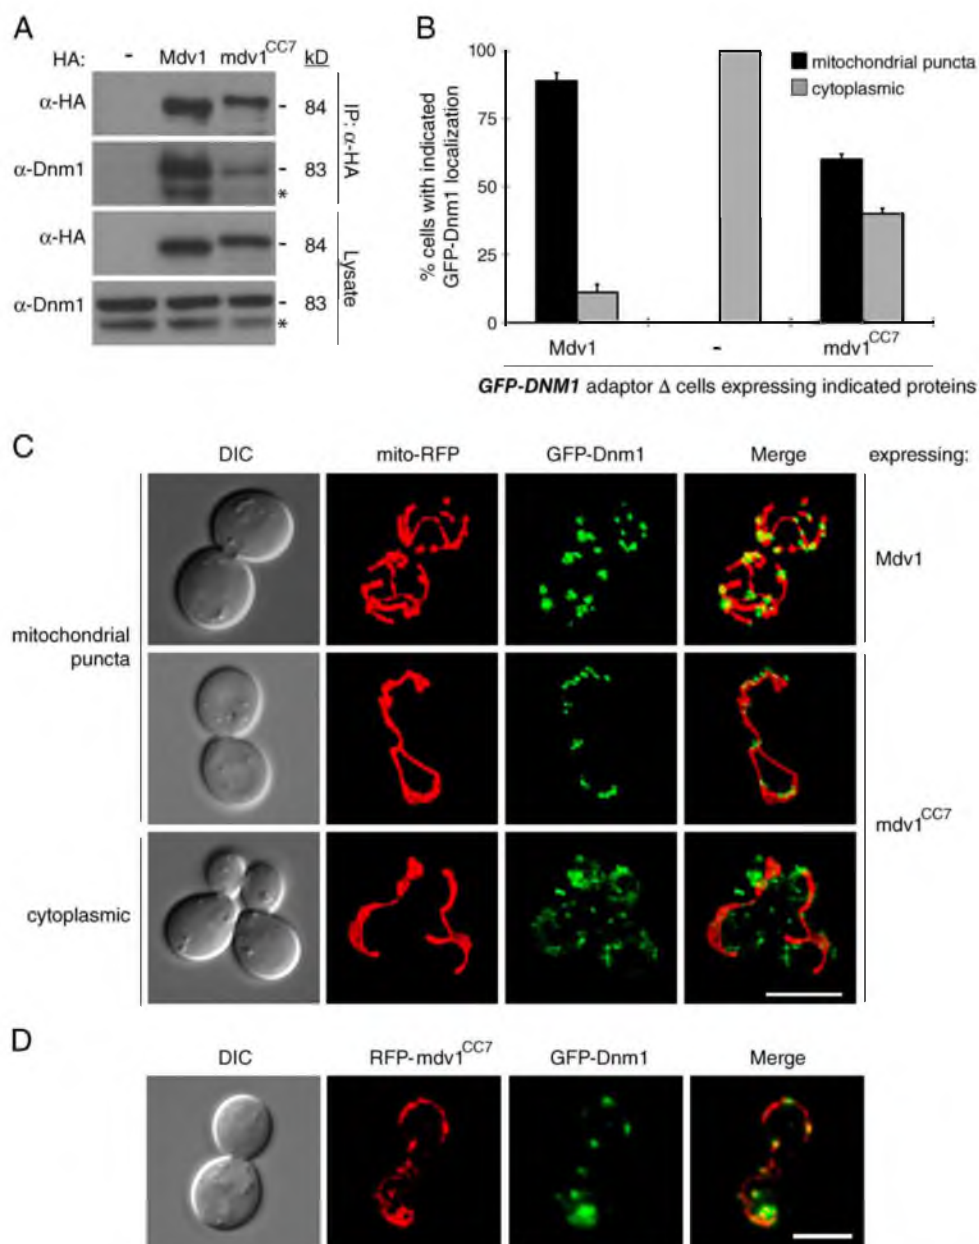 A
HA: - Mdv1 mdv1CC7 kD
α-HA - 84
α-Dnm1 - 83
*
IP: α-HA
α-HA - 84
α-Dnm1 - 83
*
Lysate
B
% cells with indicated
GFP-Dnm1 localization
100
75
50
25
0
mitochondrial puncta
cytoplasmic
Mdv1 - mdv1CC7
GFP-DNM1 adaptor Δ cells expressing indicated proteins
C
DIC mito-RFP GFP-Dnm1 Merge expressing:
mitochondrial
puncta
cytoplasmic
Mdv1
mdv1CC7
D
DIC RFP-mdv1CC7 GFP-Dnm1 Merge